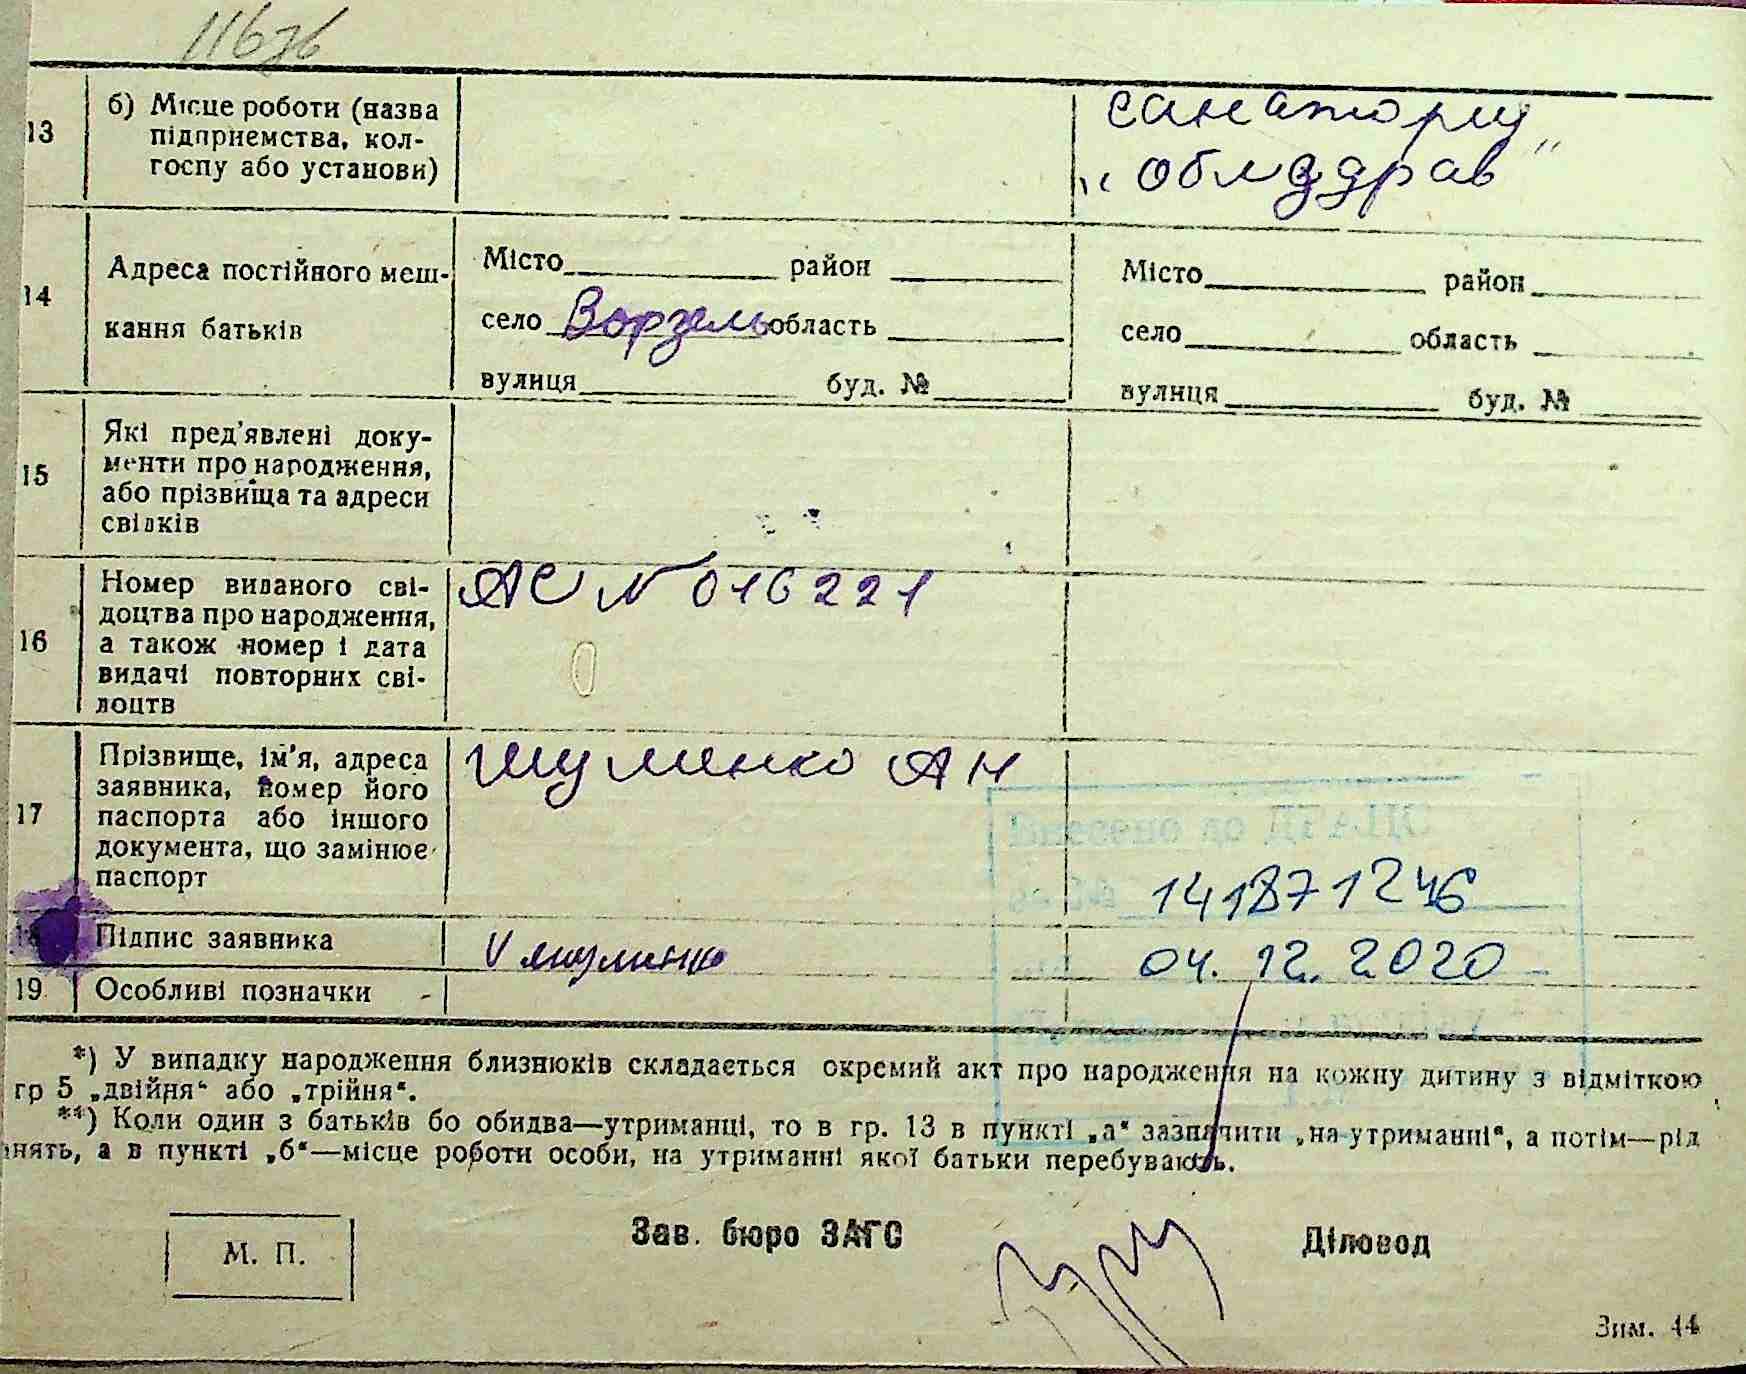 11676
13
б) Місце роботи (назва
підприємства, кол-
госпу або установи)
санаторій
„облздрав"
14
Адреса постійного меш-
кання батьків
Місто район
село Ворзель область
вулиця буд. №
Місто район
село область
вулиця буд. №
15
Які пред'явлені доку-
менти про народження,
або прізвища та адреси
свідків
16
Номер виданого сві-
доцтва про народження,
а також номер і дата
видачі повторних сві-
доцтв
АС № 016221
17
Прізвище, ім'я, адреса
заявника, номер його
паспорта або іншого
документа, що замінює
паспорт
Шуменко АН
Внесено до ДРАЦС
за №
141871246
18
Підпис заявника
04.12.2020
19
Особливі позначки -
*) У випадку народження близнюків складається окремий акт про народження на кожну дитину з відміткою
гр 5 „двійня“ або „трійня“.
**) Коли один з батьків бо обидва—утриманці, то в гр. 13 в пункті „а“ зазначити „на-утриманні“, а потім—рід
нять, а в пункті „б“—місце роботи особи, на утриманні якої батьки перебувають.
М. П.
Зав. бюро ЗАГС
Діловод
Зим. 44